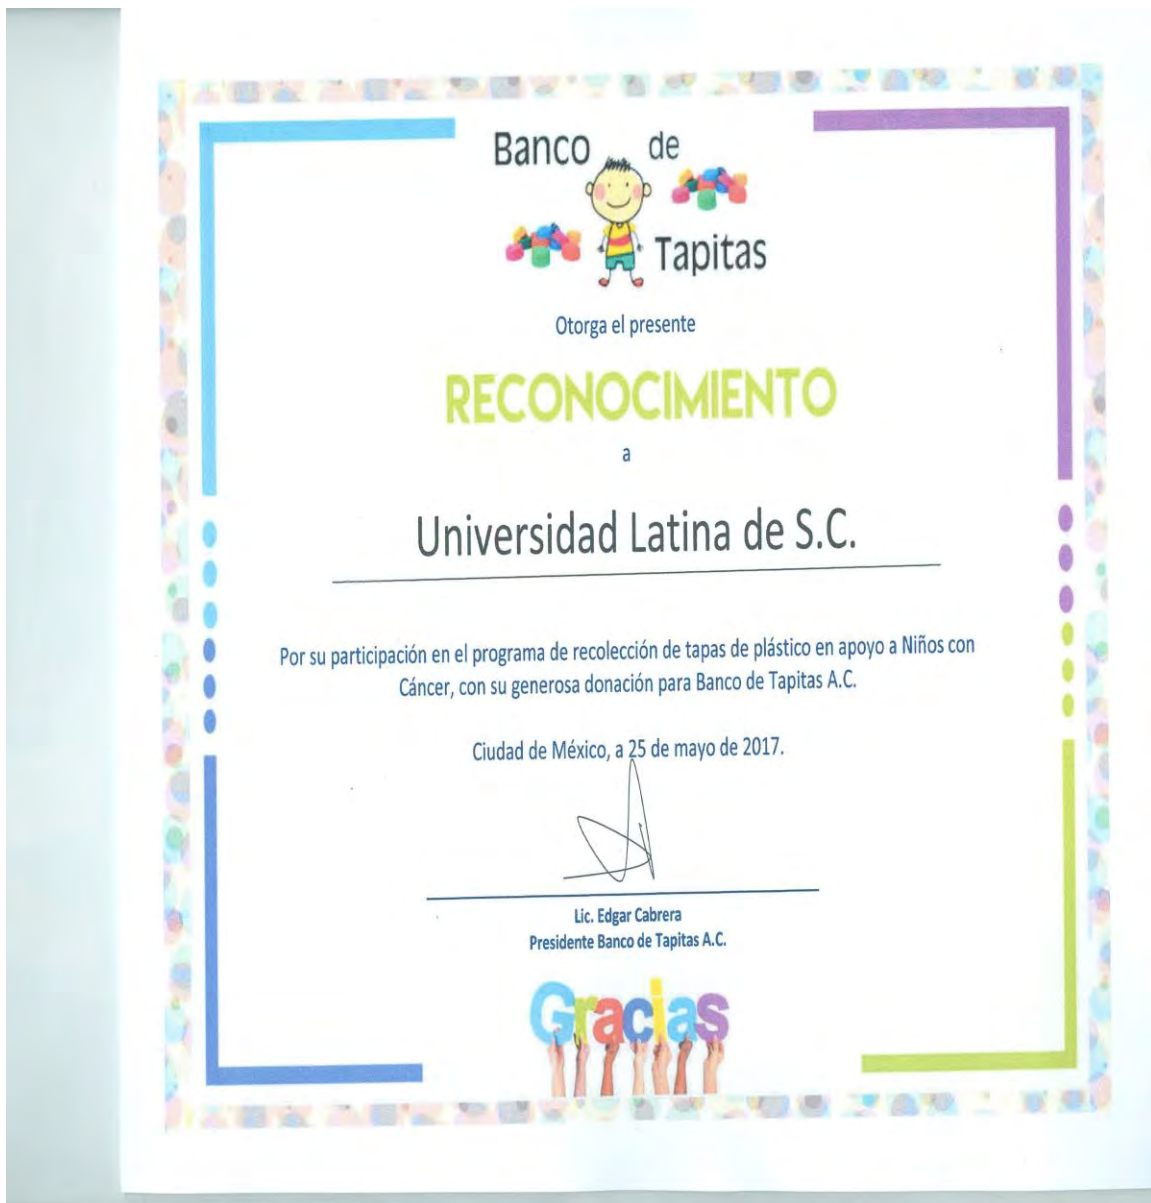 Banco de
Tapitas
Otorga el presente
RECONOCIMIENTO
a
Universidad Latina de S.C.
Por su participación en el programa de recolección de tapas de plástico en apoyo a Niños con
Cáncer, con su generosa donación para Banco de Tapitas A.C.
Ciudad de México, a 25 de mayo de 2017.
Lic. Edgar Cabrera
Presidente Banco de Tapitas A.C.
Gracias